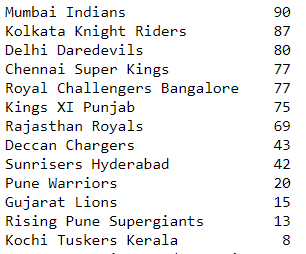 Mumbai Indians 90
Kolkata Knight Riders 87
Delhi Daredevils 80
Chennai Super Kings 77
Royal Challengers Bangalore 77
Kings XI Punjab 75
Rajasthan Royals 69
Deccan Chargers 43
Sunrisers Hyderabad 42
Pune Warriors 20
Gujarat Lions 15
Rising Pune Supergiants 13
Kochi Tuskers Kerala 8